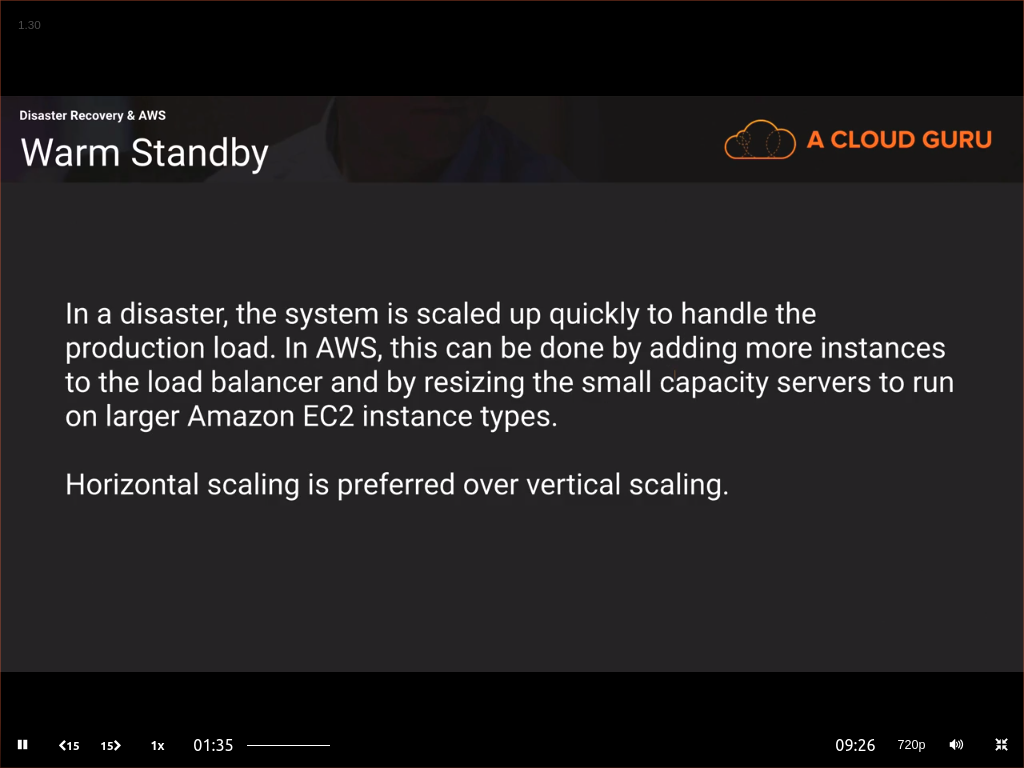 1.30
Disaster Recovery & AWS
Warm Standby
A CLOUD GURU
In a disaster, the system is scaled up quickly to handle the
production load. In AWS, this can be done by adding more instances
to the load balancer and by resizing the small capacity servers to run
on larger Amazon EC2 instance types.
Horizontal scaling is preferred over vertical scaling.
15 15 1x 01:35 09:26 720p